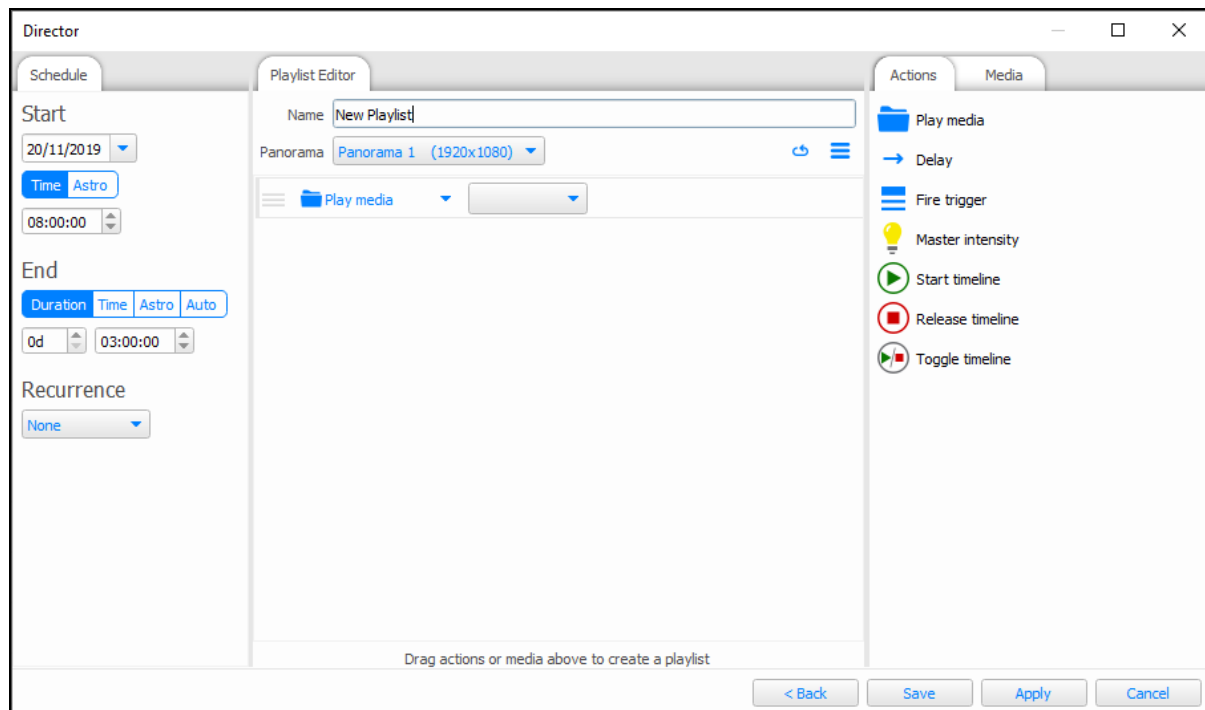 Director
Schedule
Start
20/11/2019
Time Astro
08:00:00
End
Duration Time Astro Auto
0d 03:00:00
Recurrence
None
Playlist Editor
Name New Playlist
Panorama Panorama 1 (1920x1080)
Play media
Drag actions or media above to create a playlist
Actions Media
Play media
Delay
Fire trigger
Master intensity
Start timeline
Release timeline
Toggle timeline
< Back Save Apply Cancel